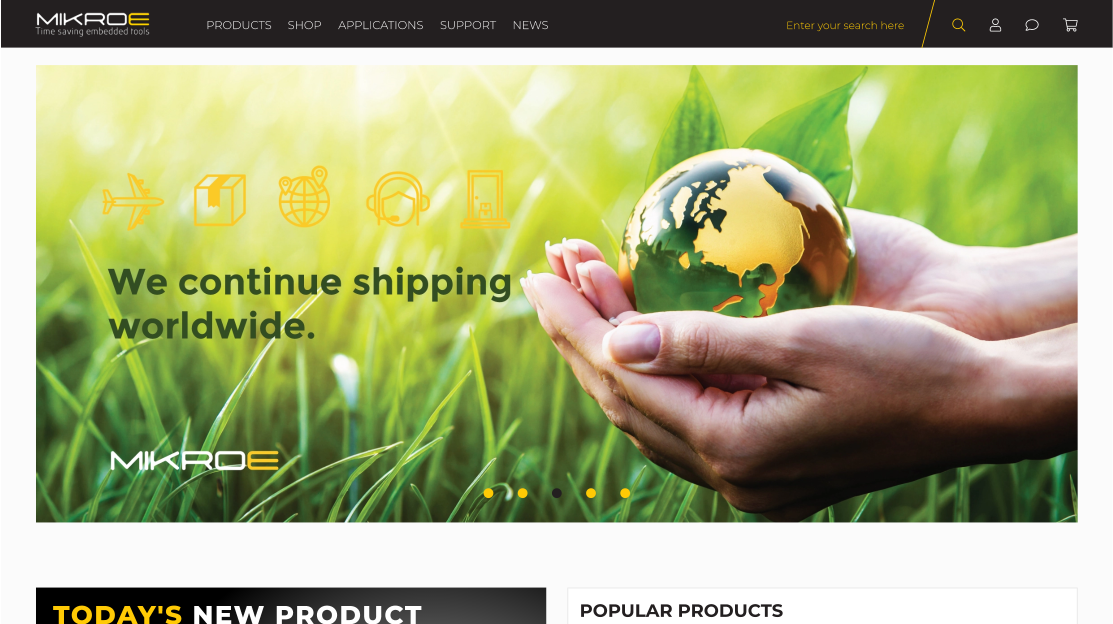 MIKROE
Time saving embedded tools
PRODUCTS SHOP APPLICATIONS SUPPORT NEWS
Enter your search here
We continue shipping
worldwide.
MIKROE
TODAY'S NEW PRODUCT
POPULAR PRODUCTS